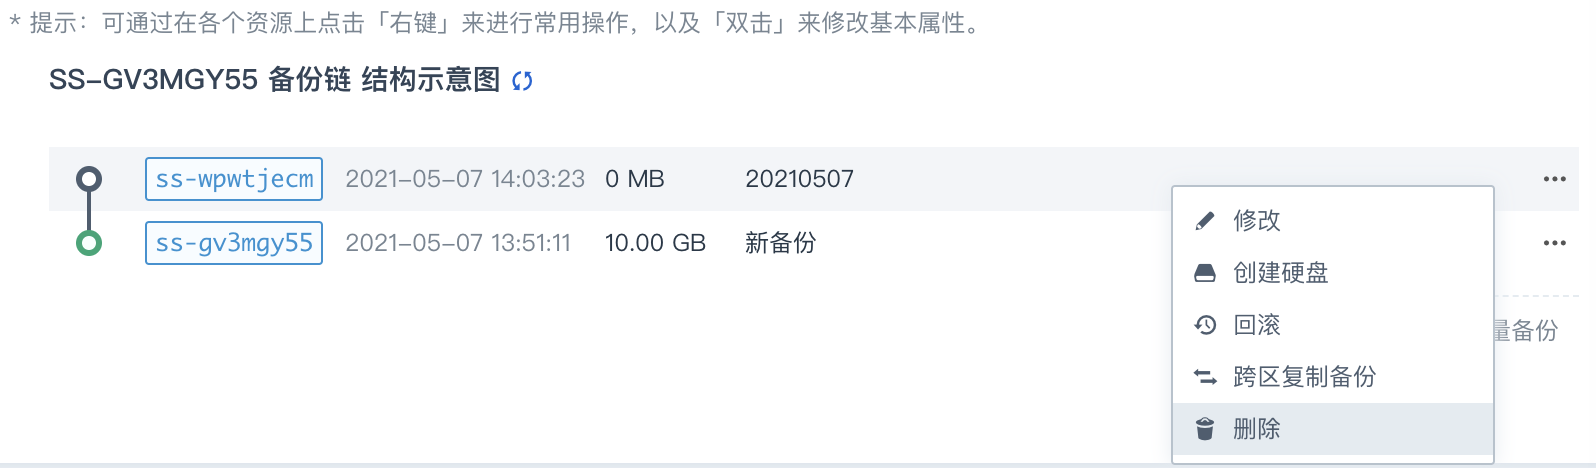 * 提示：可通过在各个资源上点击「右键」来进行常用操作，以及「双击」来修改基本属性。
SS-GV3MGY55 备份链 结构示意图
ss-wpwtjecm 2021-05-07 14:03:23 0 MB 20210507
ss-gv3mgy55 2021-05-07 13:51:11 10.00 GB 新备份
修改
创建硬盘
回滚
量备份
跨区复制备份
删除